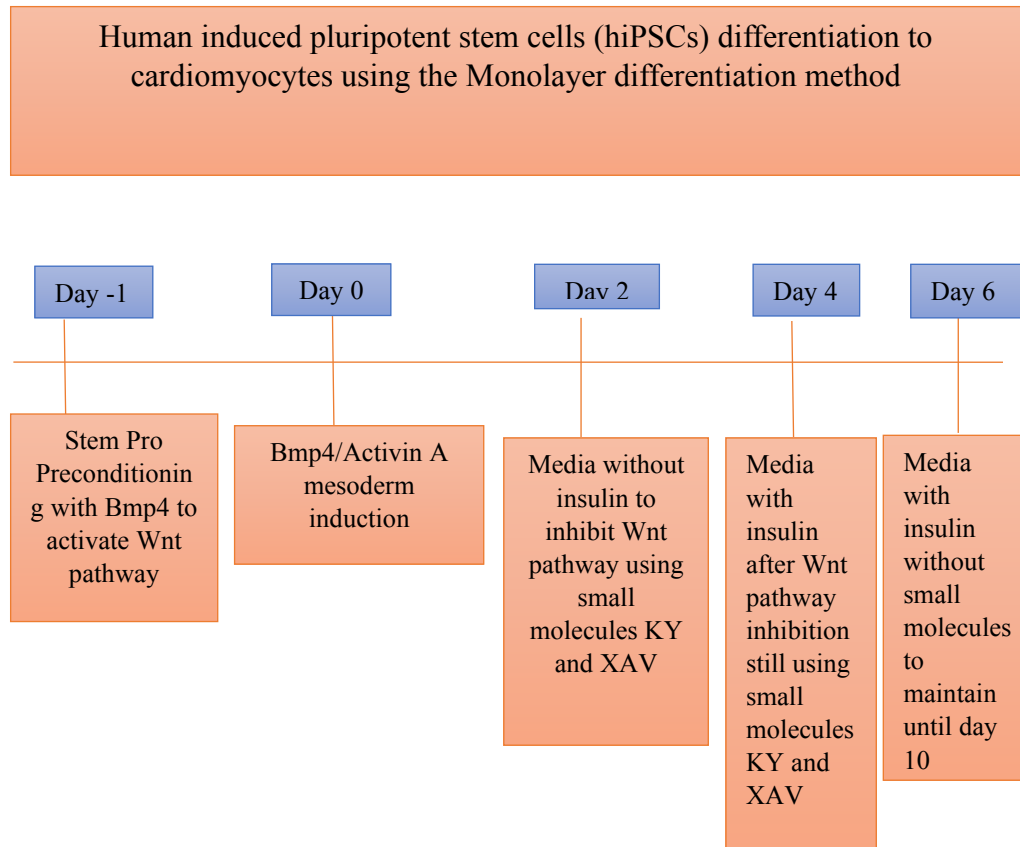 Human induced pluripotent stem cells (hiPSCs) differentiation to
cardiomyocytes using the Monolayer differentiation method
Day -1
Day 0
Day 2
Day 4
Day 6
Stem Pro
Preconditionin
g with Bmp4 to
activate Wnt
pathway
Bmp4/Activin A
mesoderm
induction
Media without
insulin to
inhibit Wnt
pathway using
small
molecules KY
and XAV
Media
with
insulin
after Wnt
pathway
inhibition
still using
small
molecules
KY and
XAV
Media
with
insulin
without
small
molecules
to
maintain
until day
10